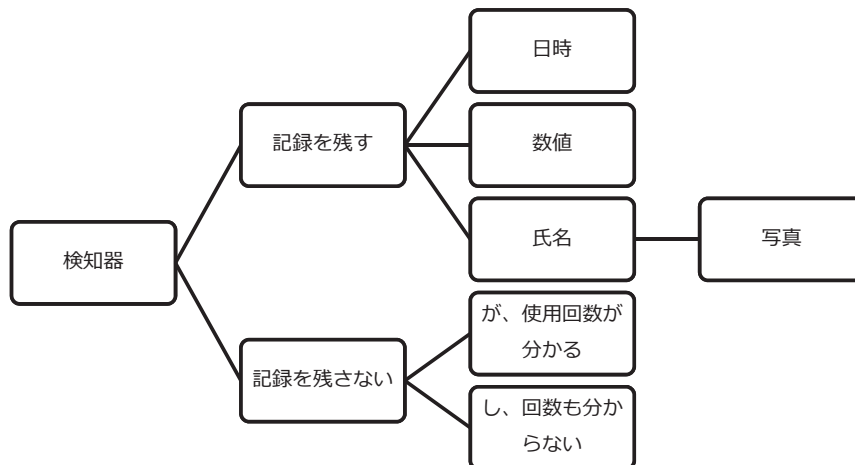 日時
記録を残す
数値
検知器
氏名
写真
が、使用回数が
分かる
記録を残さない
し、回数も分か
らない